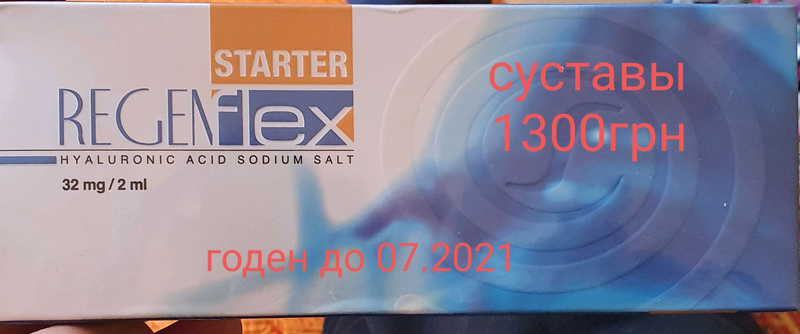 STARTER
REGENflex
HYALURONIC ACID SODIUM SALT
32 mg / 2 ml
суставы
1300грн
годен до 07.2021